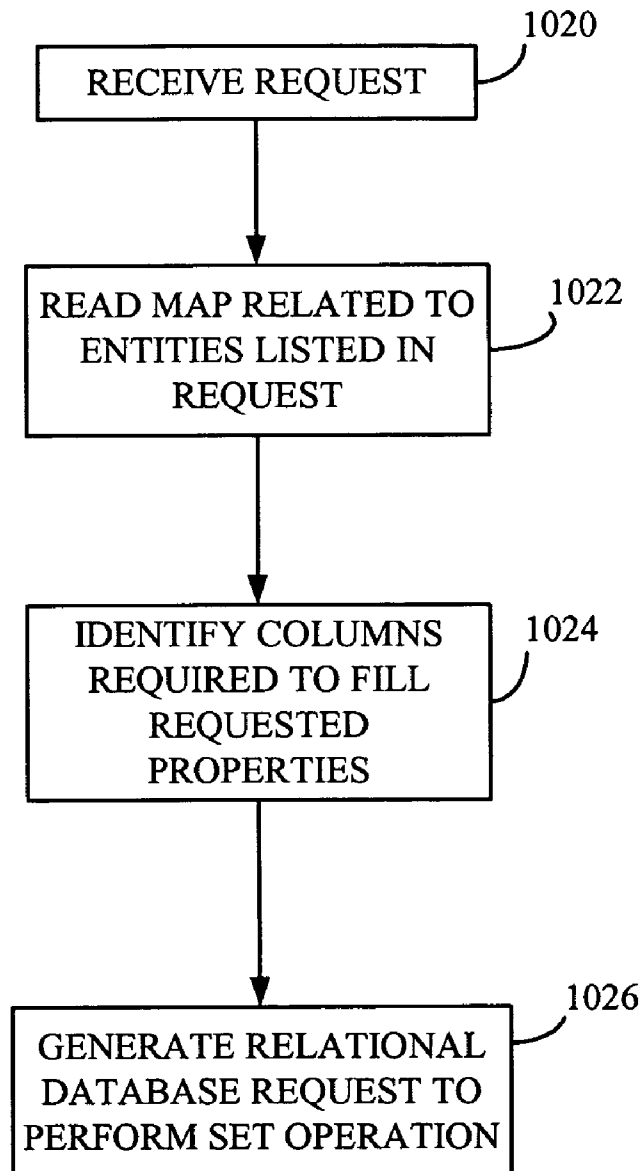 1020
RECEIVE REQUEST
1022
READ MAP RELATED TO
ENTITIES LISTED IN
REQUEST
1024
IDENTIFY COLUMNS
REQUIRED TO FILL
REQUESTED
PROPERTIES
1026
GENERATE RELATIONAL
DATABASE REQUEST TO
PERFORM SET OPERATION